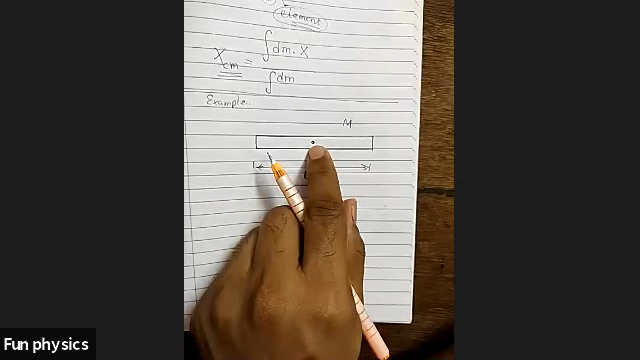 element
∫dm. X
Xcm =
∫dm
Example..
M
Fun physics